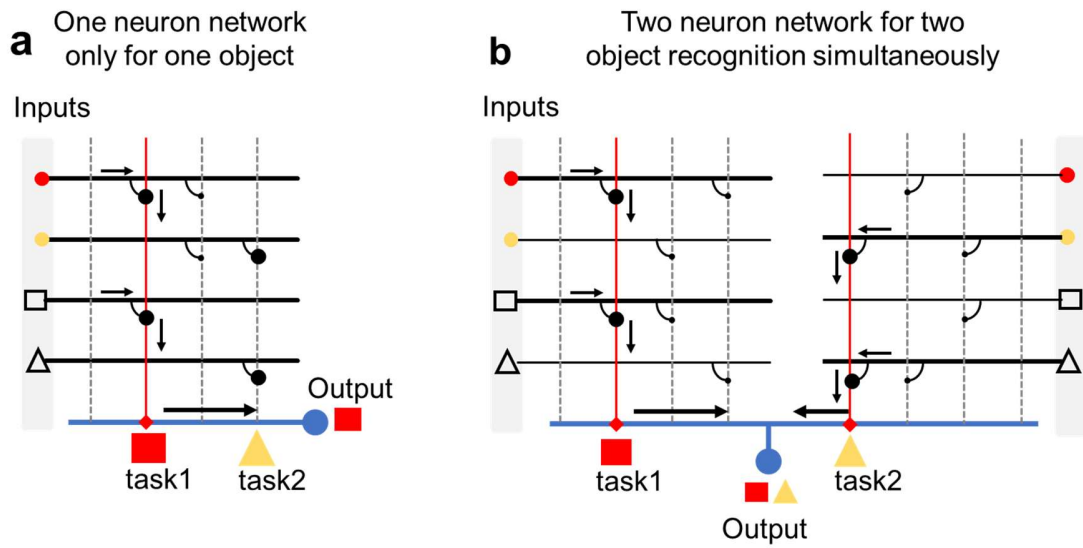 a
One neuron network
only for one object
Inputs
Output
task1
task2
b
Two neuron network for two
object recognition simultaneously
Inputs
task1
task2
Output